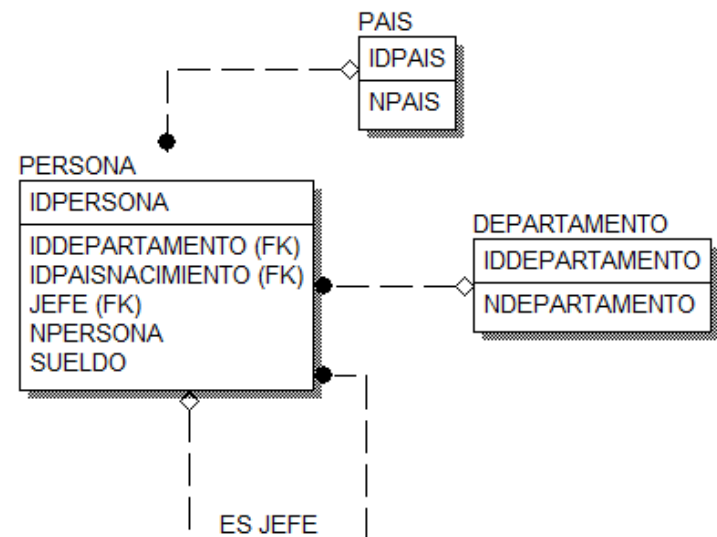 PAIS
IDPAIS
NPAIS
PERSONA
IDPERSONA
IDDEPARTAMENTO (FK)
IDPAISNACIMIENTO (FK)
JEFE (FK)
NPERSONA
SUELDO
DEPARTAMENTO
IDDEPARTAMENTO
NDEPARTAMENTO
ES JEFE